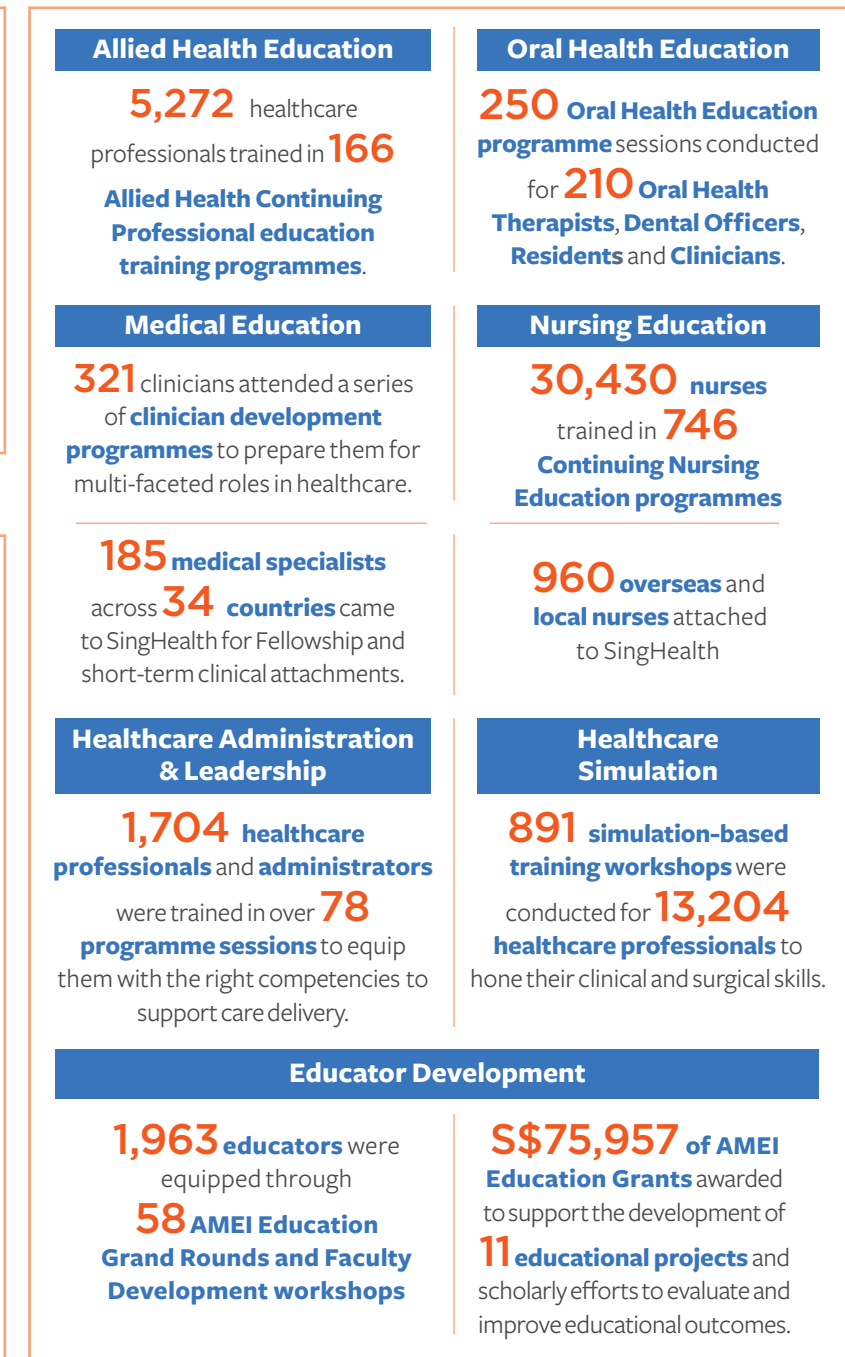 Allied Health Education
5,272 healthcare
professionals trained in 166
Allied Health Continuing
Professional education
training programmes.
Oral Health Education
250 Oral Health Education
programme sessions conducted
for 210 Oral Health
Therapists, Dental Officers,
Residents and Clinicians.
Medical Education
321 clinicians attended a series
of clinician development
programmes to prepare them for
multi-faceted roles in healthcare.
185 medical specialists
across 34 countries came
to SingHealth for Fellowship and
short-term clinical attachments.
Nursing Education
30,430 nurses
trained in 746
Continuing Nursing
Education programmes
960 overseas and
local nurses attached
to SingHealth
Healthcare Administration
& Leadership
1,704 healthcare
professionals and administrators
were trained in over 78
programme sessions to equip
them with the right competencies to
support care delivery.
Healthcare
Simulation
891 simulation-based
training workshops were
conducted for 13,204
healthcare professionals to
hone their clinical and surgical skills.
Educator Development
1,963 educators were
equipped through
58 AMEI Education
Grand Rounds and Faculty
Development workshops
S$75,957 of AMEI
Education Grants awarded
to support the development of
11 educational projects and
scholarly efforts to evaluate and
improve educational outcomes.